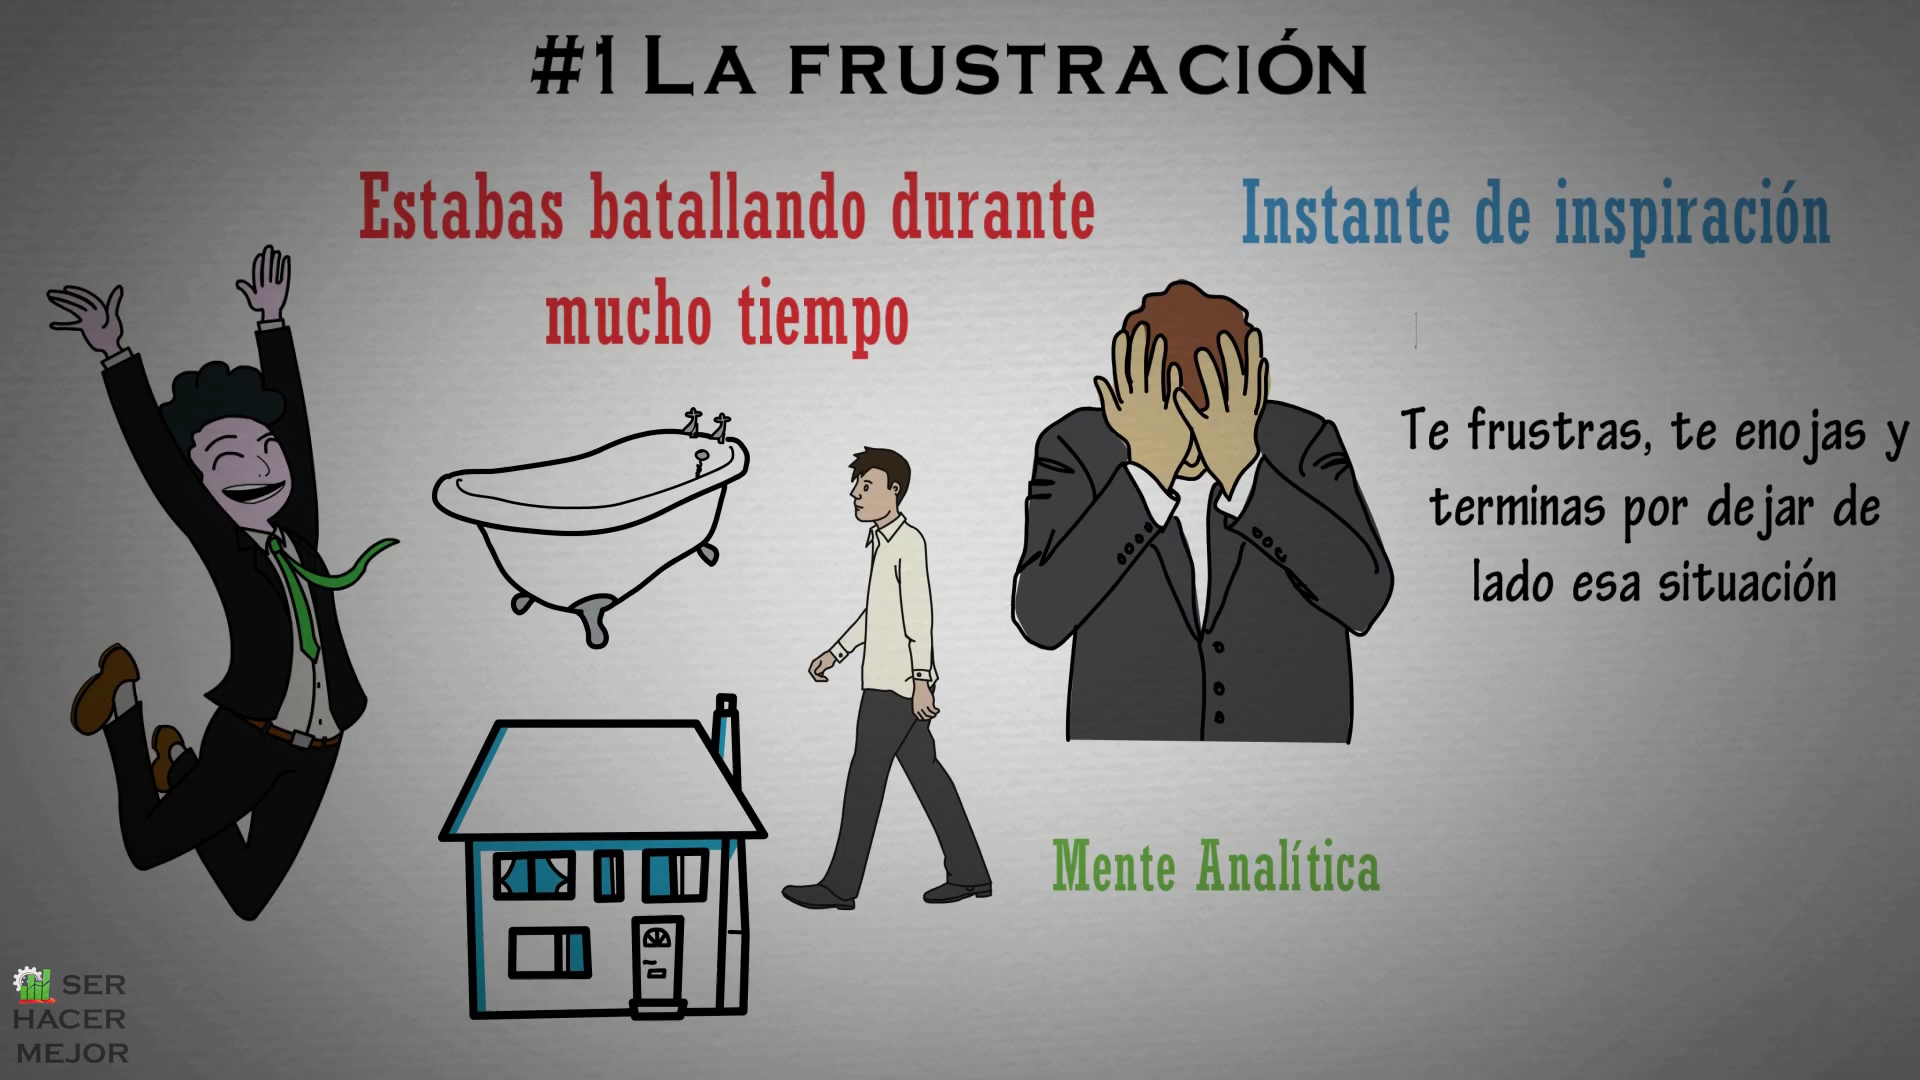 #1 LA FRUSTRACIÓN
Estabas batallando durante
mucho tiempo
Instante de inspiración
Te frustras, te enojas y
terminas por dejar de
lado esa situación
Mente Analítica
SER
HACER
MEJOR